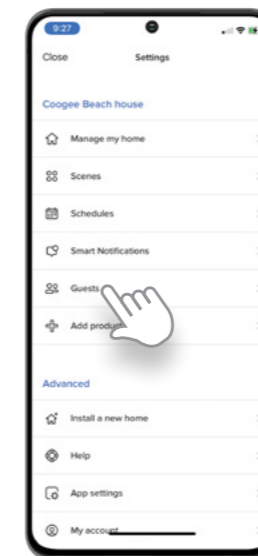 9:27
Close Settings
Coogee Beach house
Manage my home
Scenes
Schedules
Smart Notifications
Guests
Add product
Advanced
Install a new home
Help
App settings
My account